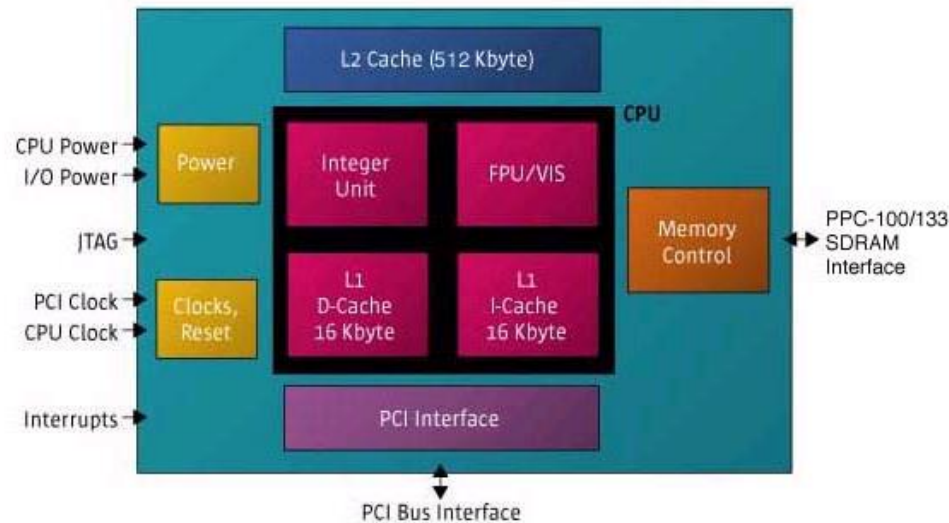 L2 Cache (512 Kbyte)
CPU
CPU Power
I/O Power
Power
Integer
Unit
FPU/VIS
JTAG
Memory
Control
PPC-100/133
SDRAM
Interface
PCI Clock
CPU Clock
Clocks,
Reset
L1
D-Cache
16 Kbyte
L1
I-Cache
16 Kbyte
Interrupts
PCI Interface
PCI Bus Interface